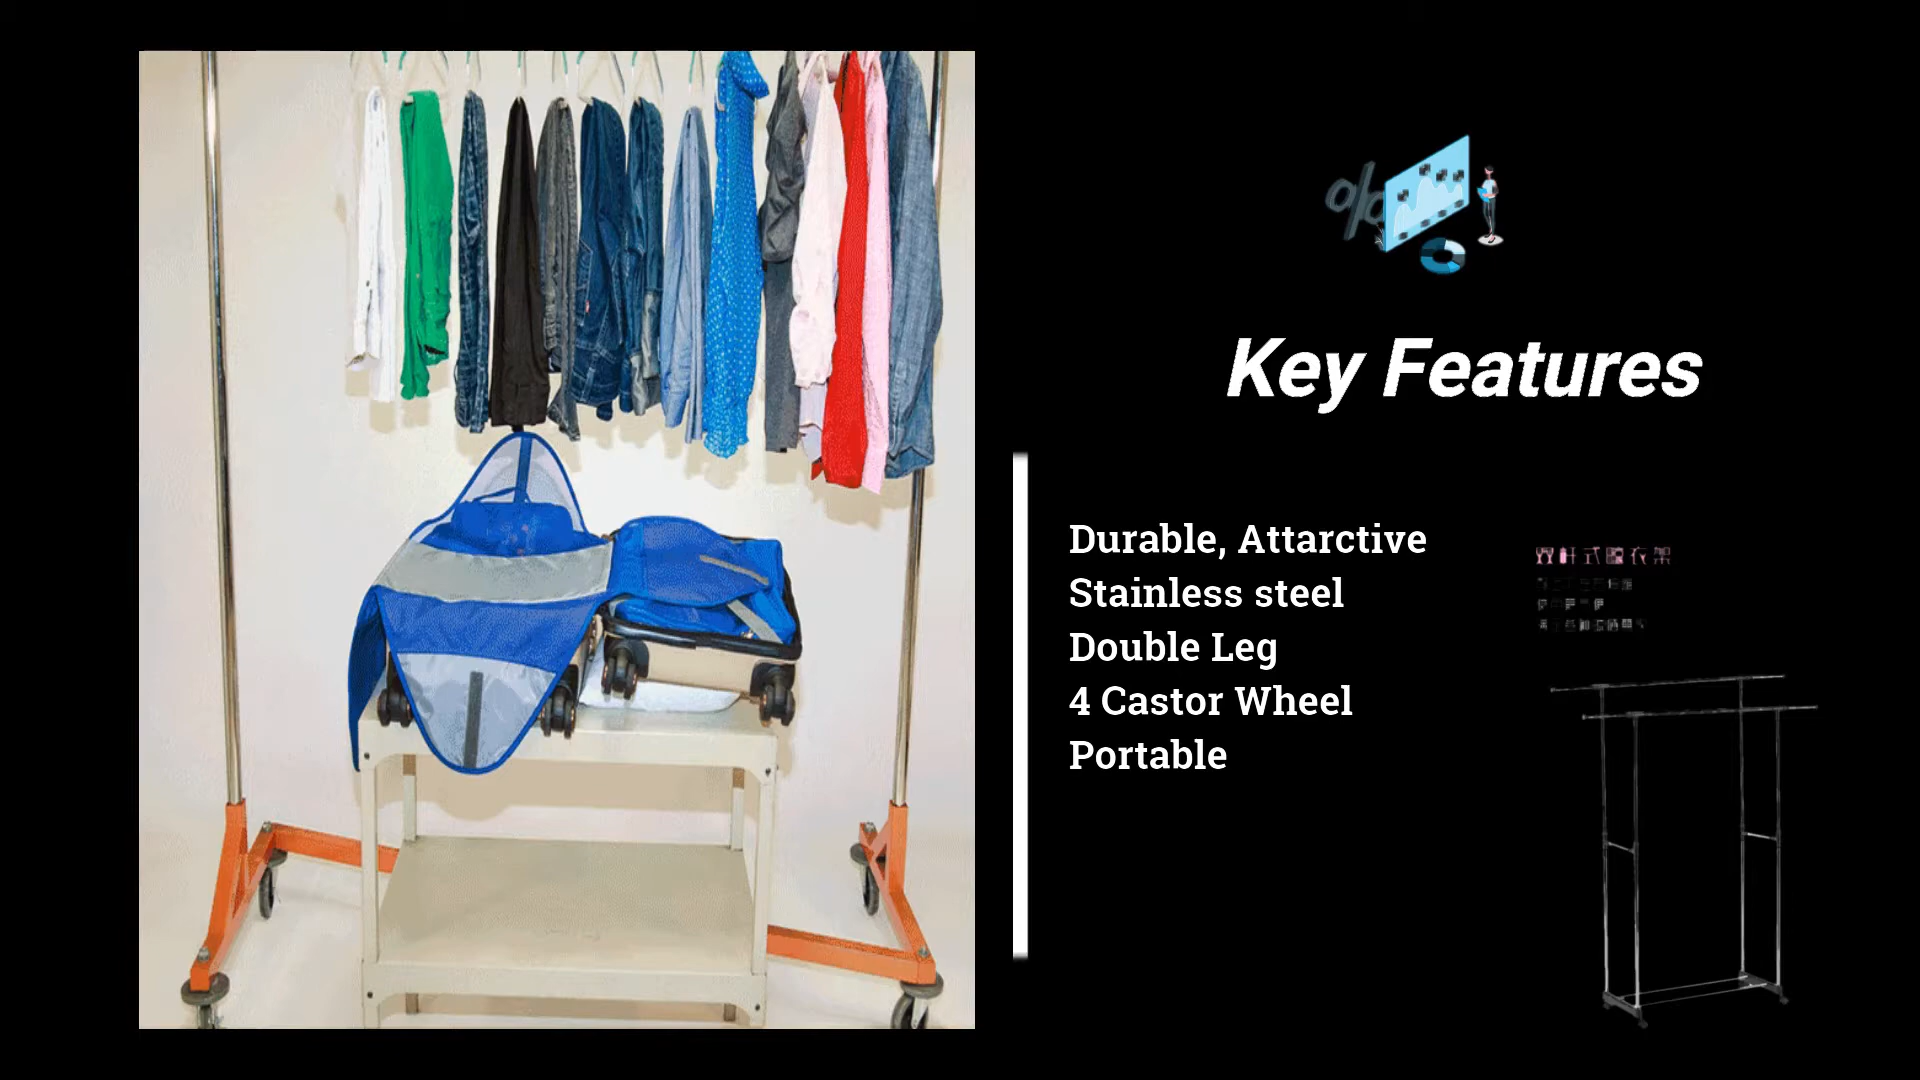 Key Features
Durable, Attarctive
Stainless steel
Double Leg
4 Castor Wheel
Portable